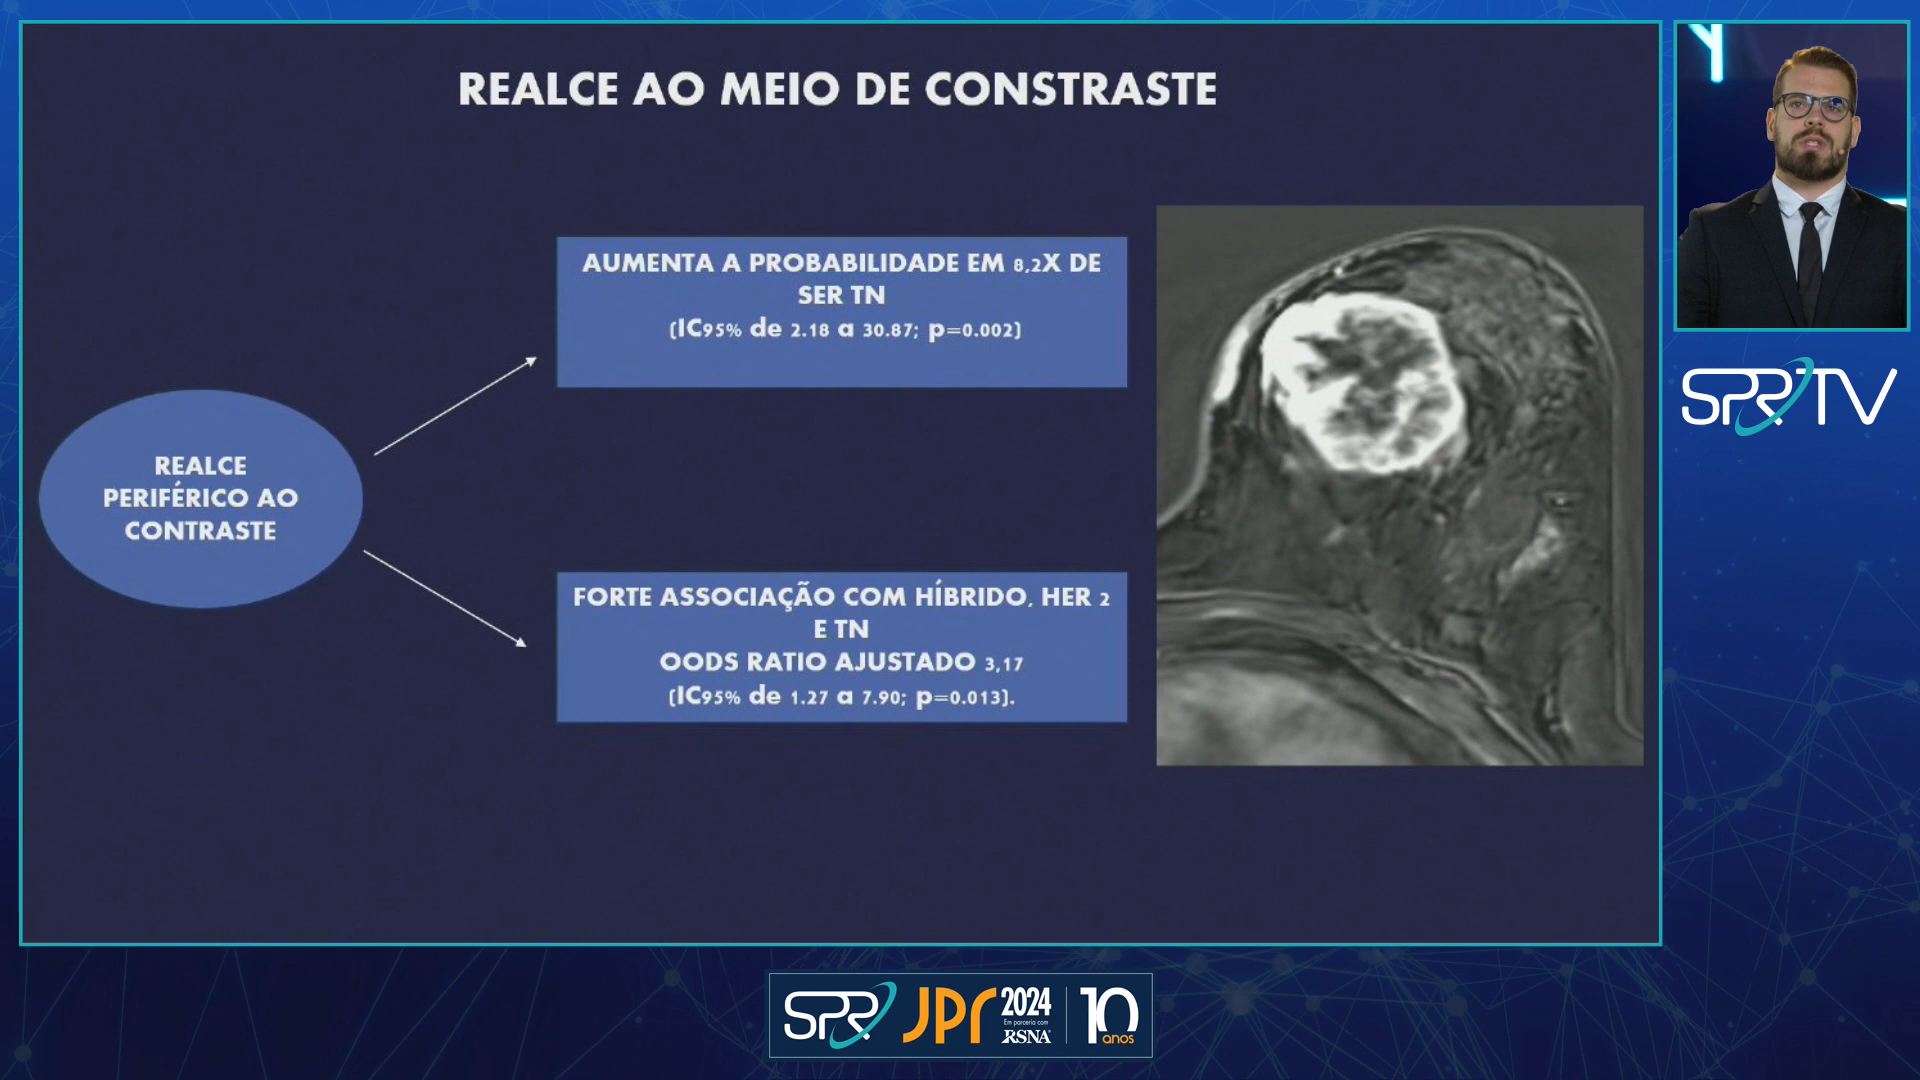 REALCE AO MEIO DE CONSTRASTE
AUMENTA A PROBABILIDADE EM 8,2X DE
SER TN
(IC95% de 2.18 a 30.87; p=0.002)
REALCE
PERIFÉRICO AO
CONTRASTE
FORTE ASSOCIAÇÃO COM HÍBRIDO, HER 2
E TN
OODS RATIO AJUSTADO 3,17
(IC95% de 1.27 a 7.90; p=0.013).
SPR TV
SPR JPR 2024
Em parceria com
RSNA
10
anos